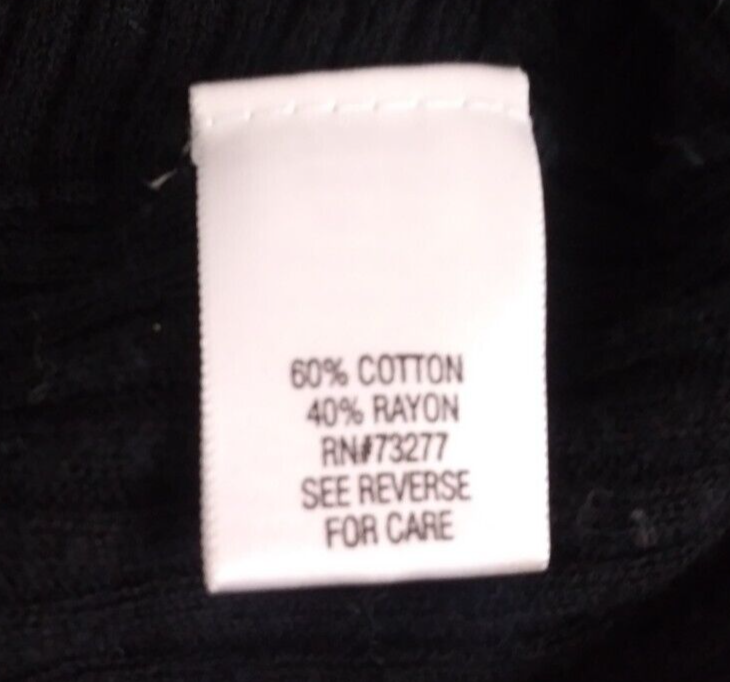 60% COTTON
40% RAYON
RN#73277
SEE REVERSE
FOR CARE